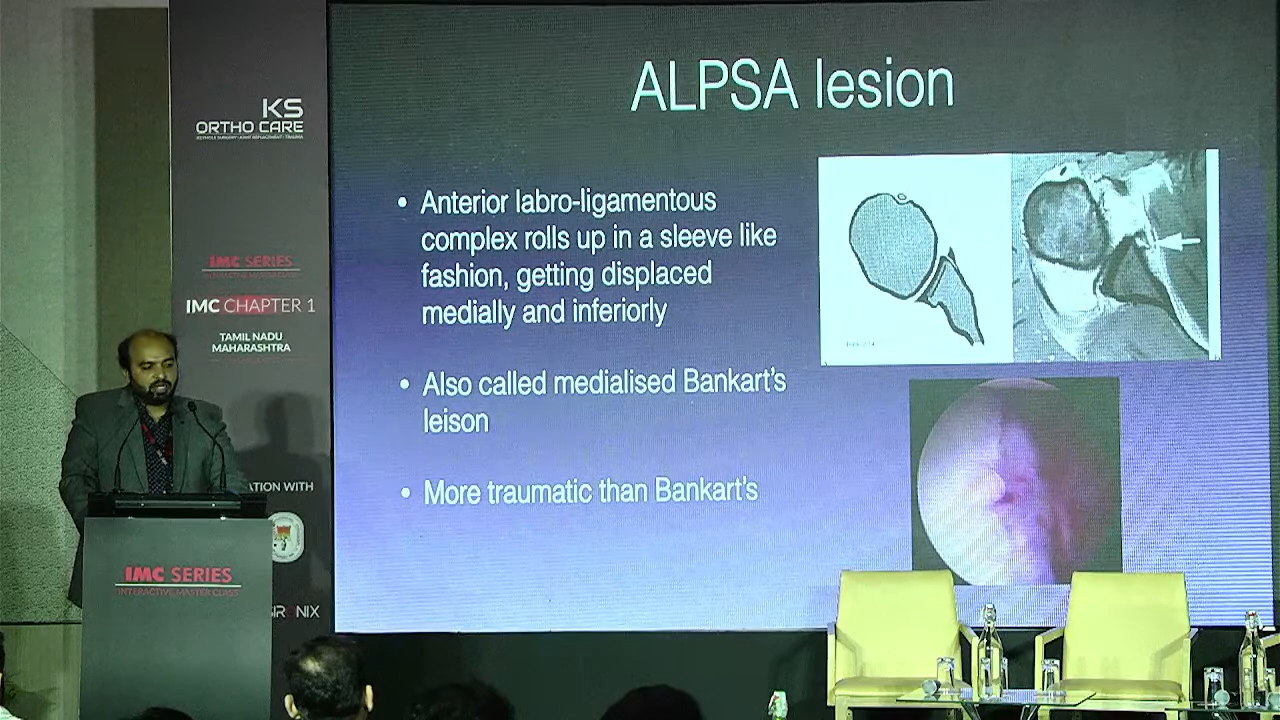 KS
ORTHO CARE
IMC SERIES
IMC CHAPTER 1
TAMIL NADU
MAHARASHTRA
ATION WITH
NIX
IMC SERIES
INTERACTIVE MASTER CLASS
ALPSA lesion
• Anterior labro-ligamentous
complex rolls up in a sleeve like
fashion, getting displaced
medially and inferiorly
• Also called medialised Bankart's
leison
• More traumatic than Bankart's